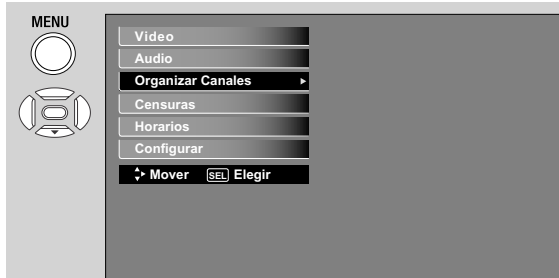 MENU
Video
Audio
Organizar Canales
Censuras
Horarios
Configurar
Mover SEL Elegir